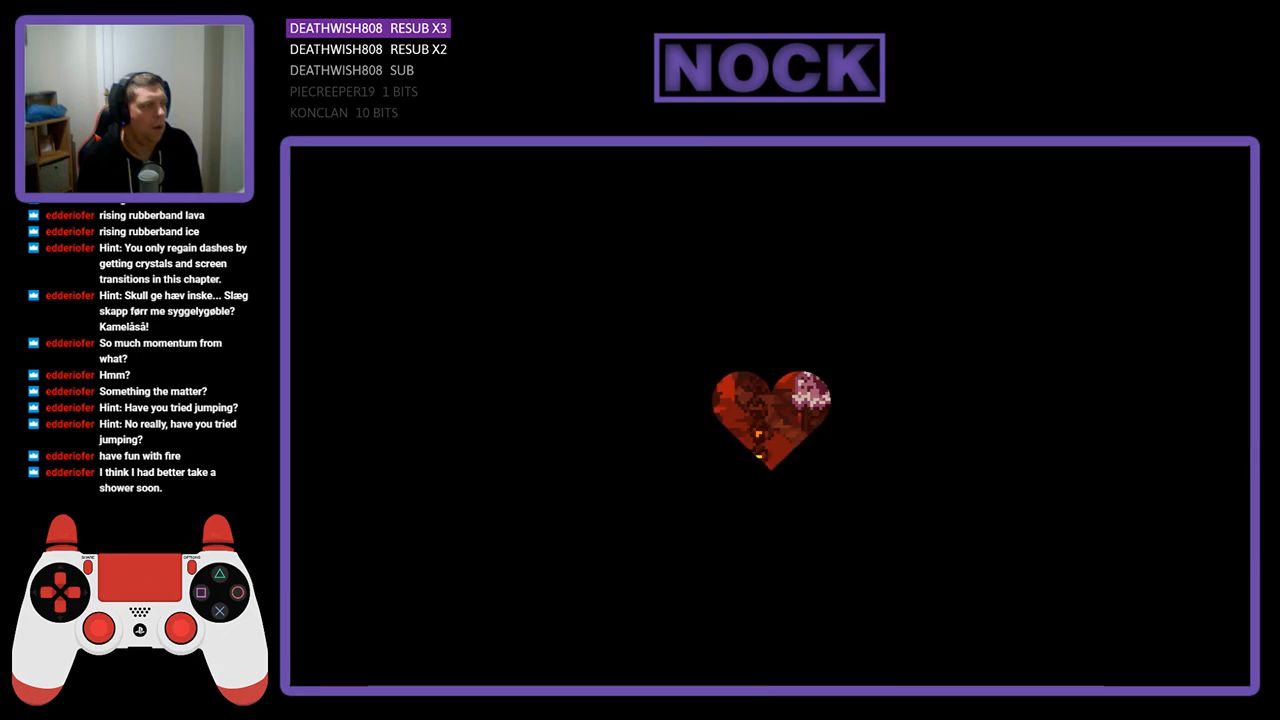 DEATHWISH808 RESUB X3
DEATHWISH808 RESUB X2
DEATHWISH808 SUB
PIECREEPER19 1 BITS
KONCLAN 10 BITS
NOCK
edderiofer rising rubberband lava
edderiofer rising rubberband ice
edderiofer Hint: You only regain dashes by
getting crystals and screen
transitions in this chapter.
edderiofer Hint: Skull ge hæv inske... Slæg
skapp førr me syggelygøble?
Kamelåså!
edderiofer So much momentum from
what?
edderiofer Hmm?
edderiofer Something the matter?
edderiofer Hint: Have you tried jumping?
edderiofer Hint: No really, have you tried
jumping?
edderiofer have fun with fire
edderiofer I think I had better take a
shower soon.
SHARE
OPTIONS